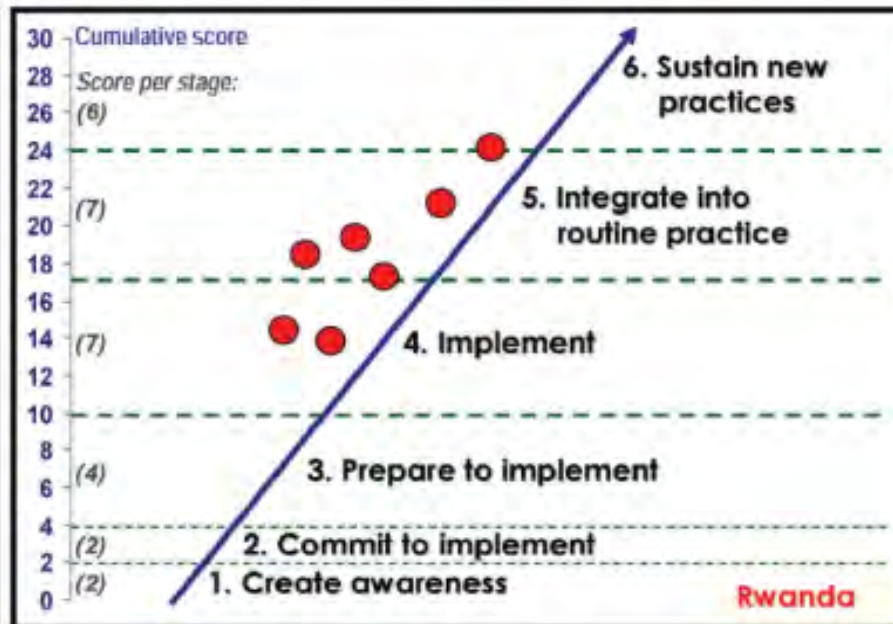 30 Cumulative score
28 Score per stage:
26 (6)
24
22
20 (7)
18
16
14 (7)
12
10
8
6 (4)
4
2 (2)
0 (2)
6. Sustain new
practices
5. Integrate into
routine practice
4. Implement
3. Prepare to implement
2. Commit to implement
1. Create awareness
Rwanda